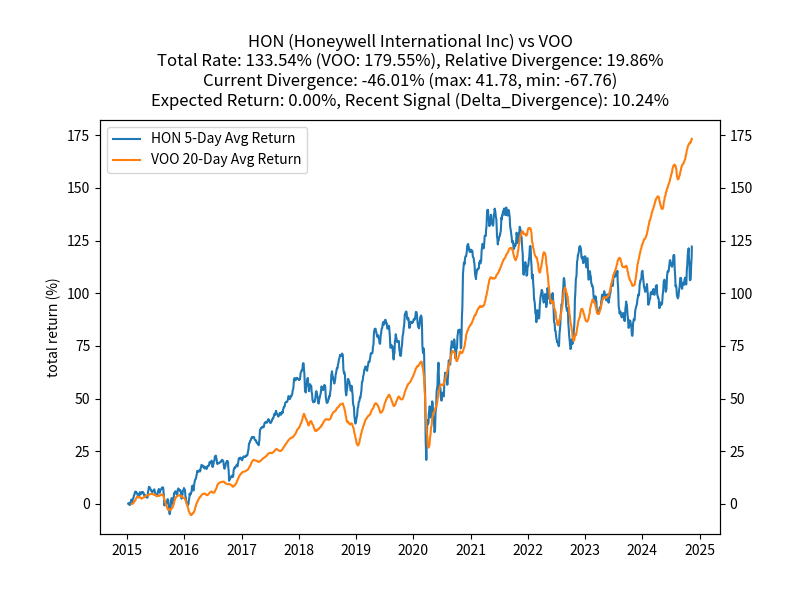 HON (Honeywell International Inc) vs VOO
Total Rate: 133.54% (VOO: 179.55%), Relative Divergence: 19.86%
Current Divergence: -46.01% (max: 41.78, min: -67.76)
Expected Return: 0.00%, Recent Signal (Delta_Divergence): 10.24%
HON 5-Day Avg Return
VOO 20-Day Avg Return
total return (%)
175
150
125
100
75
50
25
0
175
150
125
100
75
50
25
0
2015 2016 2017 2018 2019 2020 2021 2022 2023 2024 2025